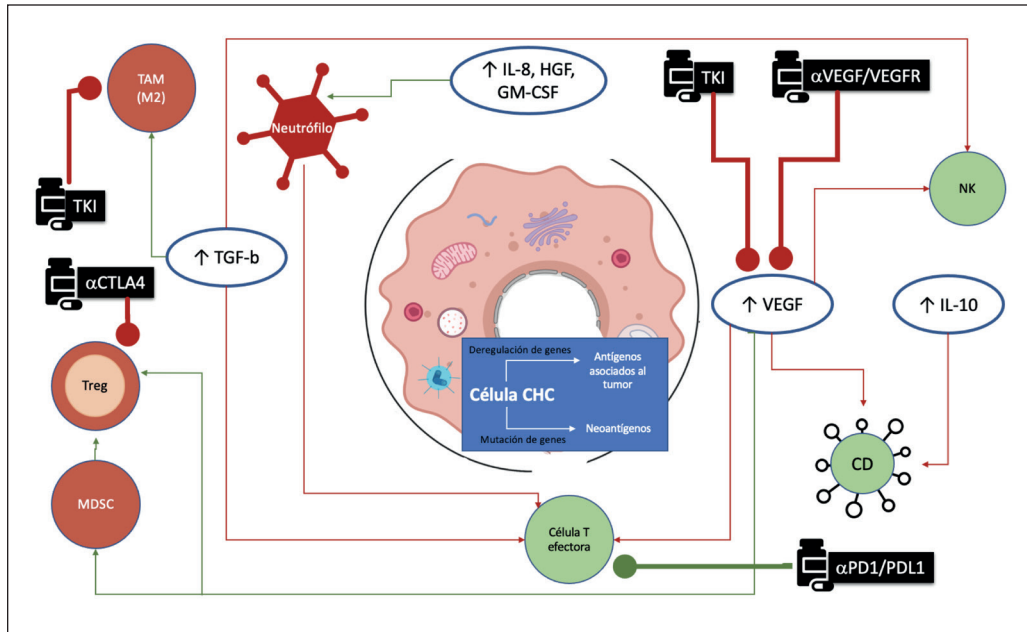 TAM
(M2)
↑ IL-8, HGF,
GM-CSF
TKI
αVEGF/VEGFR
Neutrófilo
NK
TKI
↑ TGF-b
αCTLA4
↑ VEGF
↑ IL-10
Treg
Deregulación de genes
Antígenos
asociados al
tumor
Célula CHC
Neoantígenos
Mutación de genes
CD
MDSC
Célula T
efectora
αPD1/PDL1